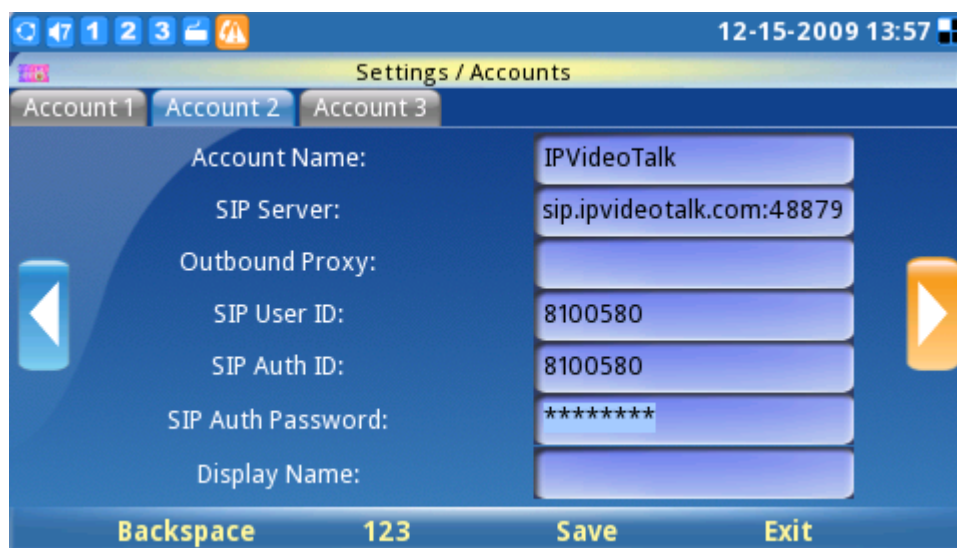 7 1 2 3 12-15-2009 13:57
Settings / Accounts
Account 1 Account 2 Account 3
Account Name: IPVideoTalk
SIP Server: sip.ipvideotalk.com:48879
Outbound Proxy:
SIP User ID: 8100580
SIP Auth ID: 8100580
SIP Auth Password: ********
Display Name:
Backspace 123 Save Exit